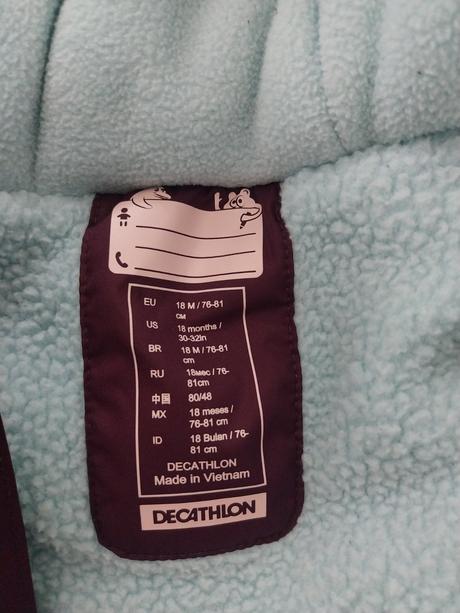 EU 18 M / 76-81
CM
US 18 months /
30-32in
BR 18 M / 76-81
cm
RU 18мес / 76-
81cm
中国 80/48
MX 18 meses /
76-81 cm
ID 18 Bulan / 76-
81 cm
DECATHLON
Made in Vietnam
DECATHLON